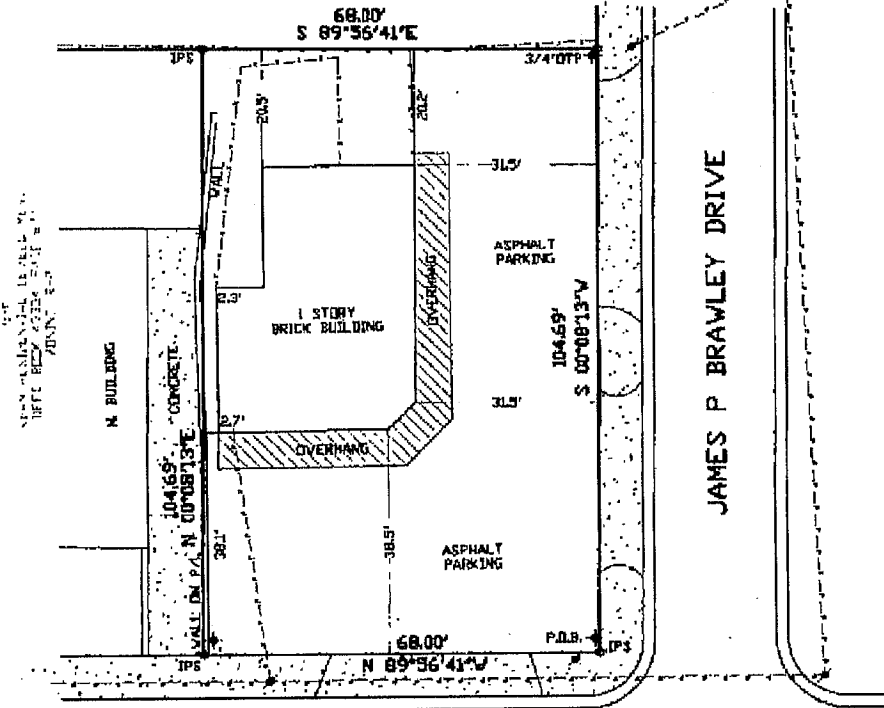 68.00'
S 89°56'41"E
IPS
3/4"OTP
20.5'
20.2'
WALL
31.5'
ASPHALT
PARKING
OVERHANG
JAMES P BRAWLEY DRIVE
2.3'
1 STORY
BRICK BUILDING
104.69'
S 00°08'13"W
BUILDING
CONCRETE
31.5'
2.7'
OVERHANG
104.69'
N 00°08'13"E
WALL ON P/L
38.1'
38.5'
ASPHALT
PARKING
68.00'
N 89°56'41"W
P.O.B.
IPS
IPS